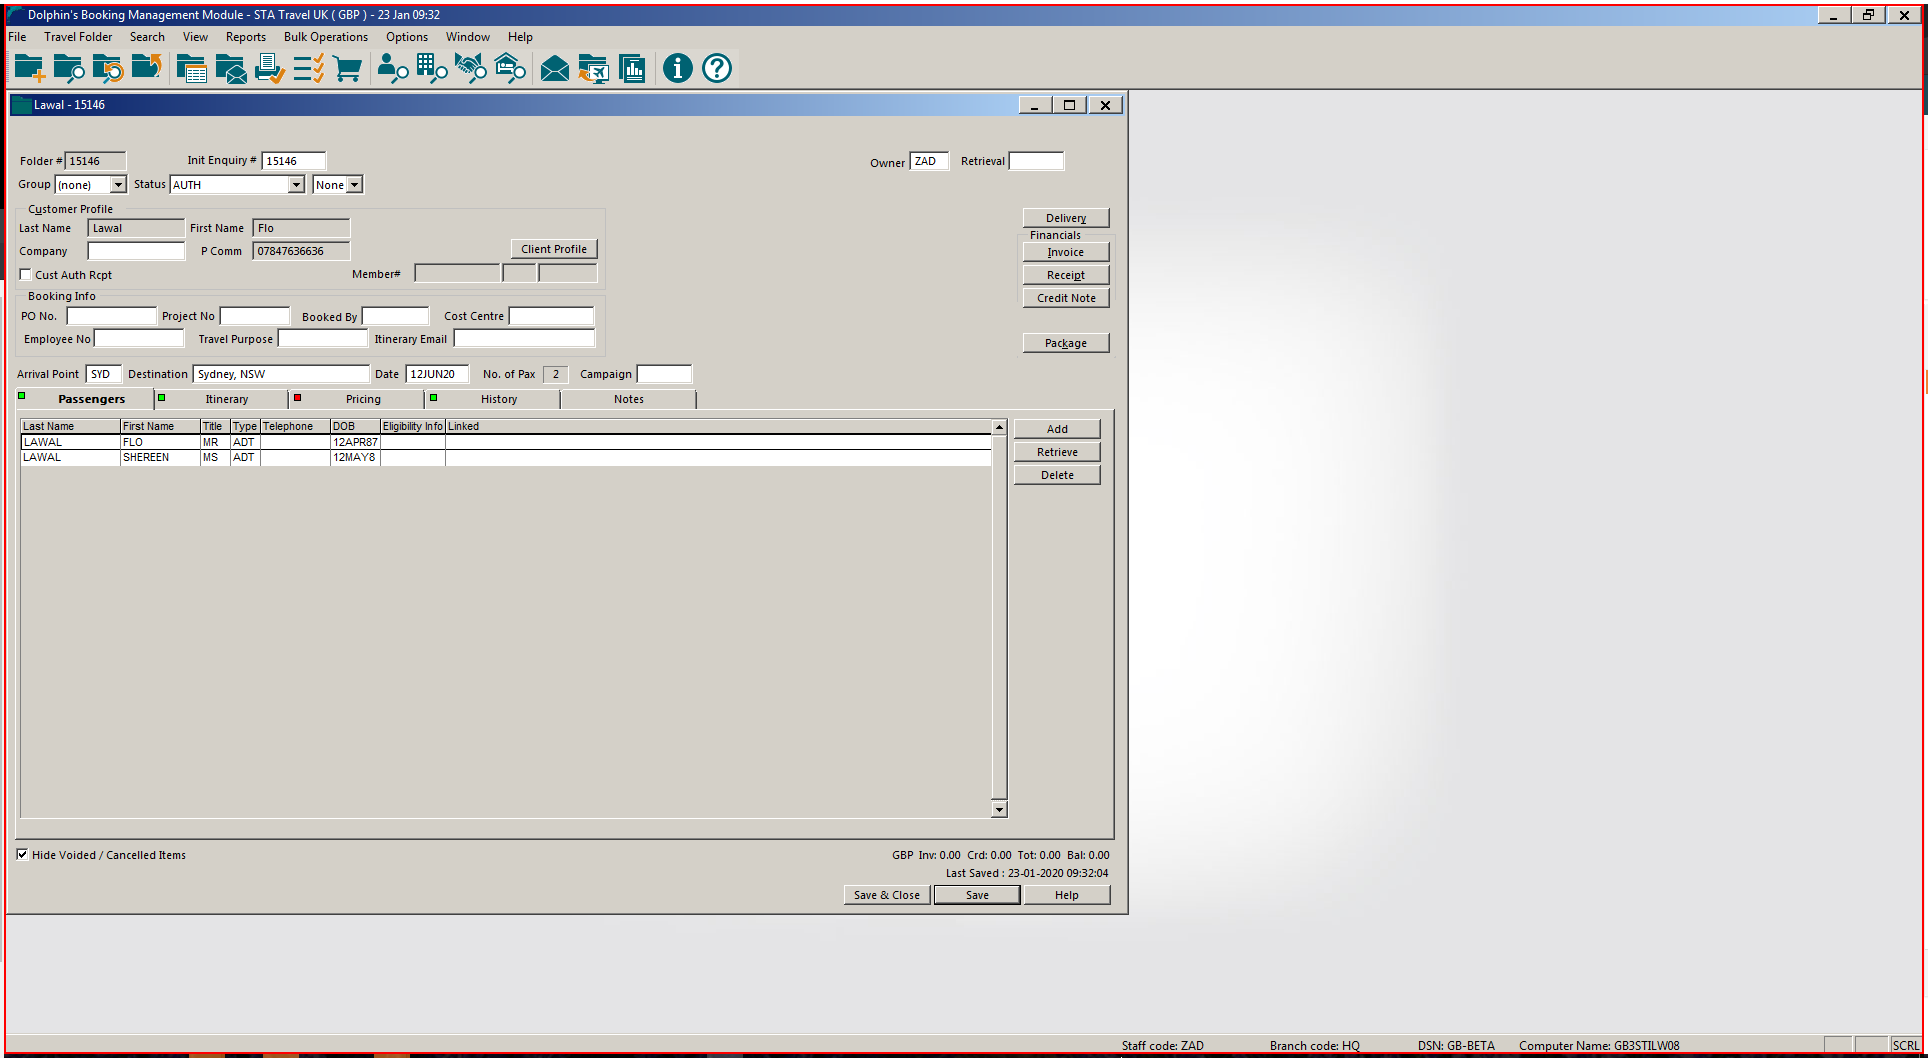 Dolphin's Booking Management Module - STA Travel UK ( GBP ) - 23 Jan 09:32
File Travel Folder Search View Reports Bulk Operations Options Window Help
Lawal - 15146
Folder # 15146 Init Enquiry # 15146 Owner ZAD Retrieval
Group (none) Status AUTH None
Customer Profile
Last Name Lawal First Name Flo
Company P Comm 07847636636 Client Profile
Cust Auth Rcpt Member#
Delivery
Financials
Invoice
Receipt
Credit Note
Package
Booking Info
PO No. Project No Booked By Cost Centre
Employee No Travel Purpose Itinerary Email
Arrival Point SYD Destination Sydney, NSW Date 12JUN20 No. of Pax 2 Campaign
Passengers Itinerary Pricing History Notes
Last Name First Name Title Type Telephone DOB Eligibility Info Linked
LAWAL FLO MR ADT 12APR87
LAWAL SHEREEN MS ADT 12MAY8
Add
Retrieve
Delete
Hide Voided / Cancelled Items GBP Inv: 0.00 Crd: 0.00 Tot: 0.00 Bal: 0.00
Last Saved : 23-01-2020 09:32:04
Save & Close Save Help
Staff code: ZAD Branch code: HQ DSN: GB-BETA Computer Name: GB3STILW08 SCRL